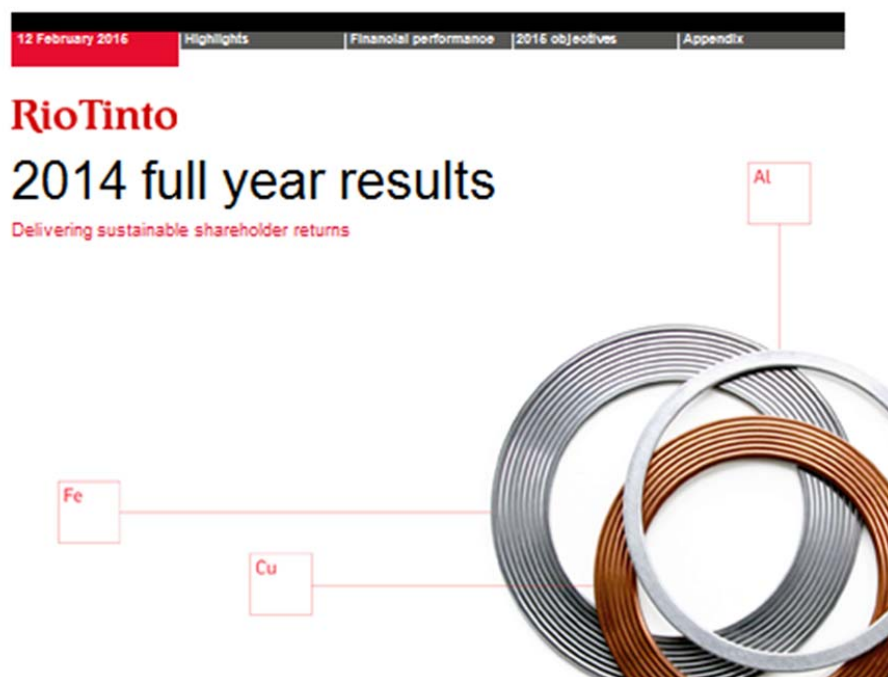 12 February 2015 Highlights Financial performance 2015 objectives Appendix
RioTinto
2014 full year results
Delivering sustainable shareholder returns
Al
Fe
Cu